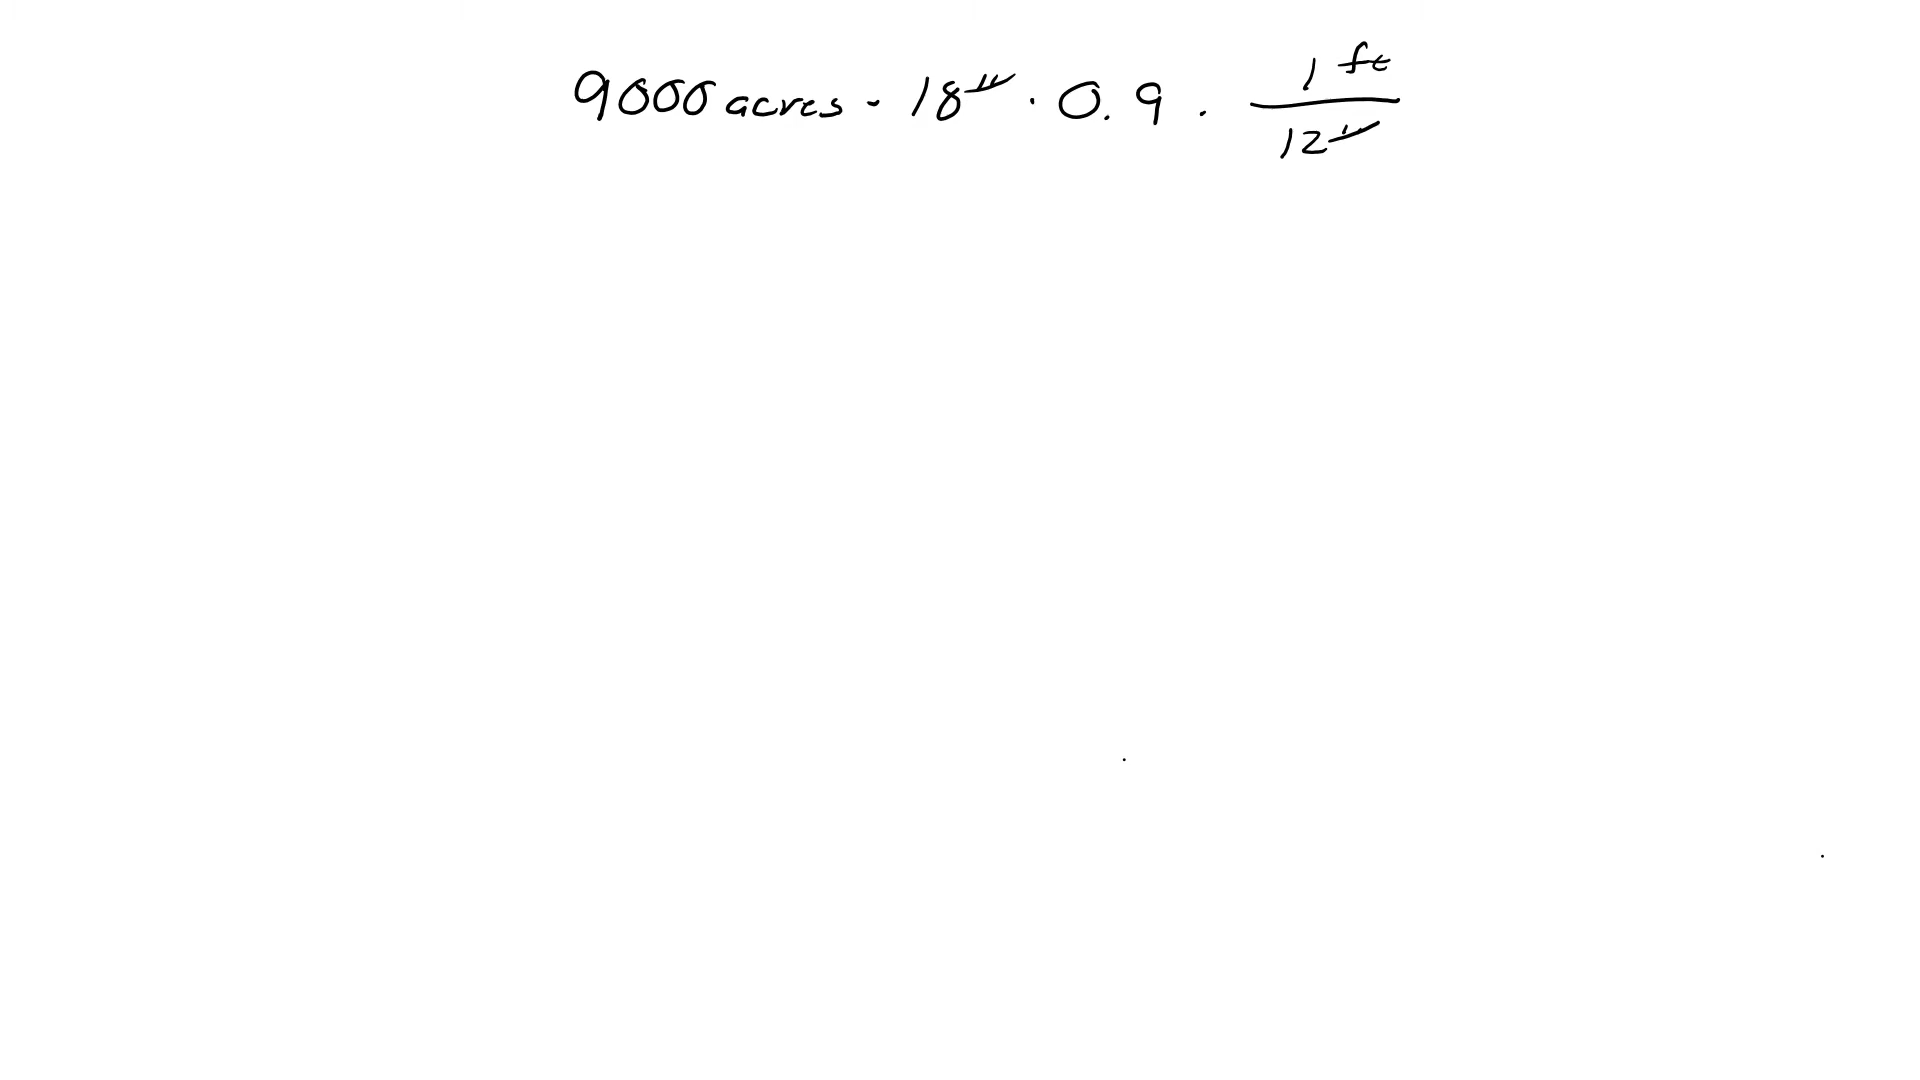 9000 acres · 18" · 0.9 · 1 ft / 12"